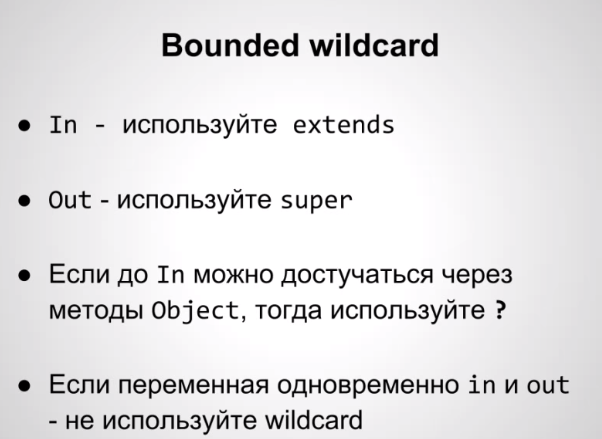 Bounded wildcard
● In - используйте extends
● Out - используйте super
● Если до In можно достучаться через
методы Object, тогда используйте ?
● Если переменная одновременно in и out
- не используйте wildcard